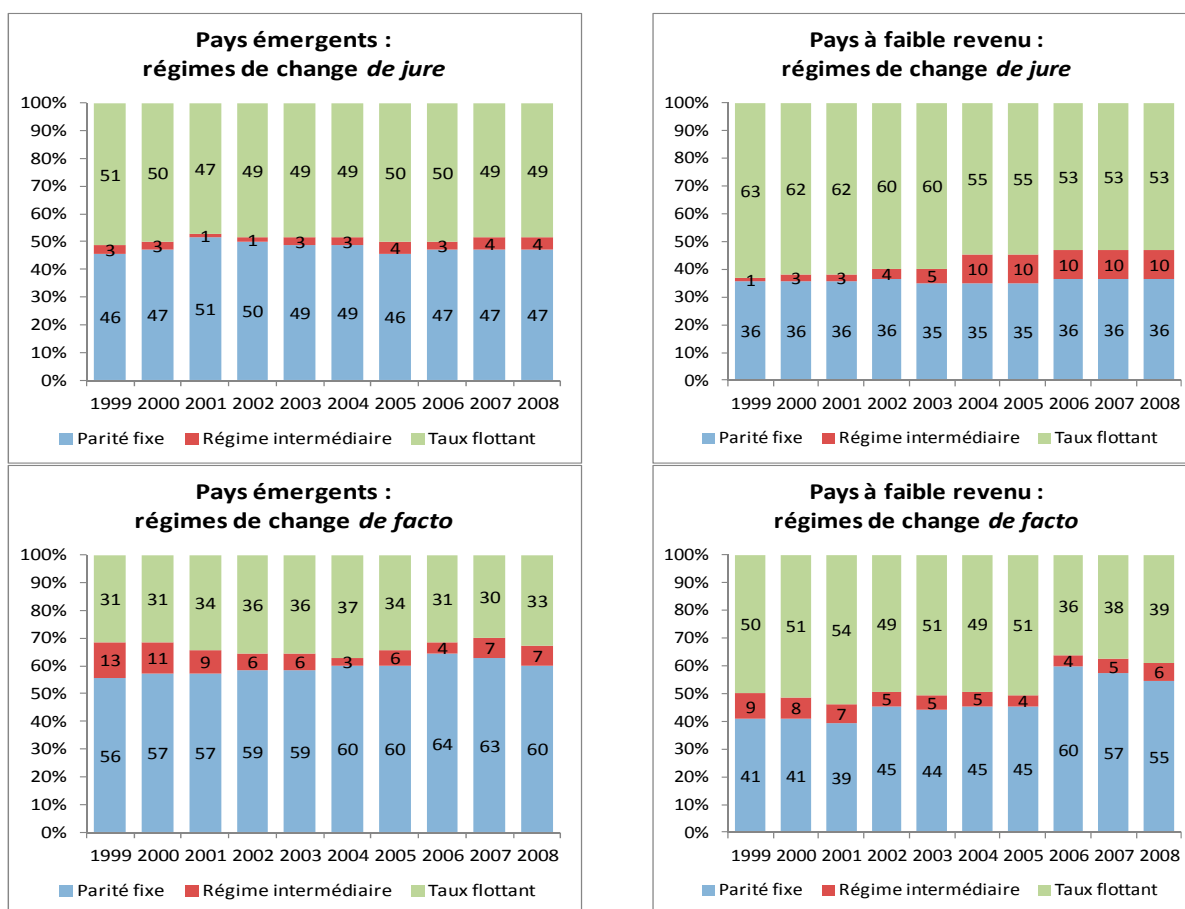 Pays émergents :
régimes de change de jure
100%
90%
80%
70%
60%
50%
40%
30%
20%
10%
0%
51 50 47 49 49 49 50 50 49 49
3 3 1 1 3 3 4 3 4 4
46 47 51 50 49 49 46 47 47 47
1999 2000 2001 2002 2003 2004 2005 2006 2007 2008
Parité fixe Régime intermédiaire Taux flottant
Pays à faible revenu :
régimes de change de jure
100%
90%
80%
70%
60%
50%
40%
30%
20%
10%
0%
63 62 62 60 60 55 55 53 53 53
1 3 3 4 5 10 10 10 10 10
36 36 36 36 35 35 35 36 36 36
1999 2000 2001 2002 2003 2004 2005 2006 2007 2008
Parité fixe Régime intermédiaire Taux flottant
Pays émergents :
régimes de change de facto
100%
90%
80%
70%
60%
50%
40%
30%
20%
10%
0%
31 31 34 36 36 37 34 31 30 33
13 11 9 6 6 3 6 4 7 7
56 57 57 59 59 60 60 64 63 60
1999 2000 2001 2002 2003 2004 2005 2006 2007 2008
Parité fixe Régime intermédiaire Taux flottant
Pays à faible revenu :
régimes de change de facto
100%
90%
80%
70%
60%
50%
40%
30%
20%
10%
0%
50 51 54 49 51 49 51 36 38 39
9 8 7 5 5 5 4 4 5 6
41 41 39 45 44 45 45 60 57 55
1999 2000 2001 2002 2003 2004 2005 2006 2007 2008
Parité fixe Régime intermédiaire Taux flottant